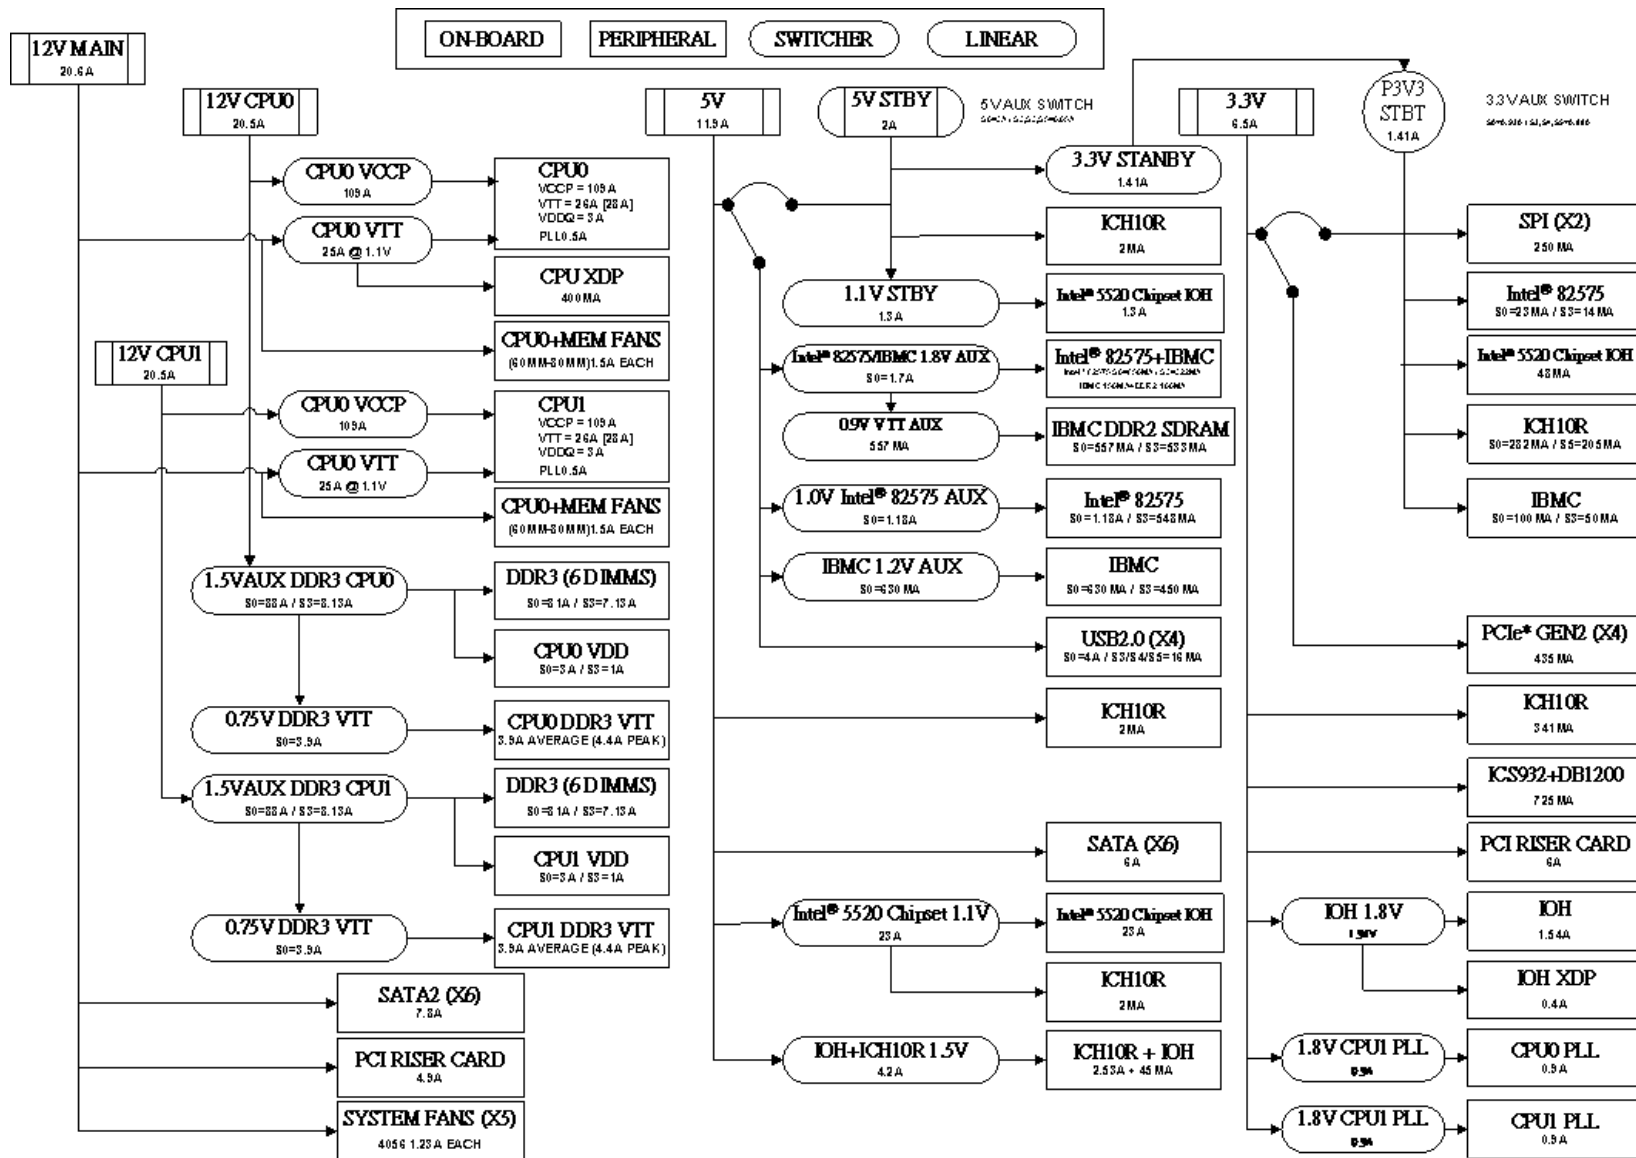 ON-BOARD
PERIPHERAL
SWITCHER
LINEAR
12V MAIN
20.6A
12V CPU0
20.5A
5V
11.9A
5V STBY
2A
5V AUX SWITCH
3.3V
6.5A
P3V3
STBT
1.41A
3.3V AUX SWITCH
CPU0 VCCP
109A
CPU0
VCCP = 109A
VTT = 26A [28A]
VDDQ = 3A
PLL0.5A
3.3V STANBY
1.41A
CPU0 VTT
25A @ 1.1V
ICH10R
2MA
SPI (X2)
250 MA
CPU XDP
400MA
1.1V STBY
1.3A
Intel® 5520 Chipset IOH
1.3A
Intel® 82575
S0=23MA / S3=14MA
CPU0+MEM FANS
(60MM-80MM)1.5A EACH
12V CPU1
20.5A
Intel® 82575/IBMC 1.8V AUX
S0=1.7A
Intel® 82575+IBMC
Intel® 5520 Chipset IOH
48MA
CPU0 VCCP
109A
CPU1
VCCP = 109A
VTT = 26A [28A]
VDDQ = 3A
PLL0.5A
0.9V VTT AUX
557 MA
IBMC DDR2 SDRAM
S0=557MA / S3=533MA
ICH10R
S0=282MA / S5=205MA
CPU0 VTT
25A @ 1.1V
CPU0+MEM FANS
(60MM-80MM)1.5A EACH
1.0V Intel® 82575 AUX
S0=1.18A
Intel® 82575
S0=1.18A / S3=548MA
IBMC
S0=100MA / S3=50MA
1.5VAUX DDR3 CPU0
S0=88A / S3=8.13A
DDR3 (6 DIMMS)
S0=81A / S3=7.13A
IBMC 1.2V AUX
S0=630 MA
IBMC
S0=630 MA / S3=450 MA
CPU0 VDD
S0=3A / S3=1A
USB2.0 (X4)
S0=4A / S3/S4/S5=16 MA
PCIe* GEN2 (X4)
435 MA
0.75V DDR3 VTT
S0=3.9A
CPU0 DDR3 VTT
3.9A AVERAGE (4.4A PEAK)
ICH10R
2MA
ICH10R
341 MA
1.5VAUX DDR3 CPU1
S0=88A / S3=8.13A
DDR3 (6 DIMMS)
S0=81A / S3=7.13A
ICS932+DB1200
725 MA
CPU1 VDD
S0=3A / S3=1A
SATA (X6)
6A
PCI RISER CARD
6A
0.75V DDR3 VTT
S0=3.9A
CPU1 DDR3 VTT
3.9A AVERAGE (4.4A PEAK)
Intel® 5520 Chipset 1.1V
23A
Intel® 5520 Chipset IOH
23A
IOH 1.8V
IOH
1.54A
SATA2 (X6)
7.8A
ICH10R
2MA
IOH XDP
0.4A
PCI RISER CARD
4.9A
IOH+ICH10R 1.5V
4.2A
ICH10R + IOH
2.53A + 45 MA
1.8V CPU1 PLL
0.9A
CPU0 PLL
0.9A
SYSTEM FANS (X5)
4056 1.23A EACH
1.8V CPU1 PLL
0.9A
CPU1 PLL
0.9A